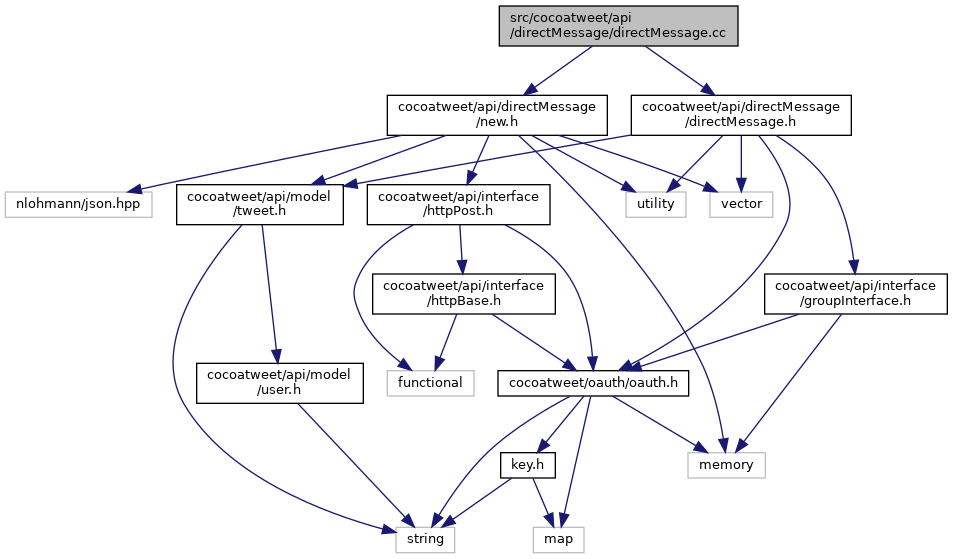 src/cocoatweet/api
/directMessage/directMessage.cc
cocoatweet/api/directMessage
/new.h
cocoatweet/api/directMessage
/directMessage.h
nlohmann/json.hpp
cocoatweet/api/model
/tweet.h
cocoatweet/api/interface
/httpPost.h
utility
vector
cocoatweet/api/interface
/httpBase.h
cocoatweet/api/interface
/groupInterface.h
cocoatweet/api/model
/user.h
functional
cocoatweet/oauth/oauth.h
key.h
memory
string
map